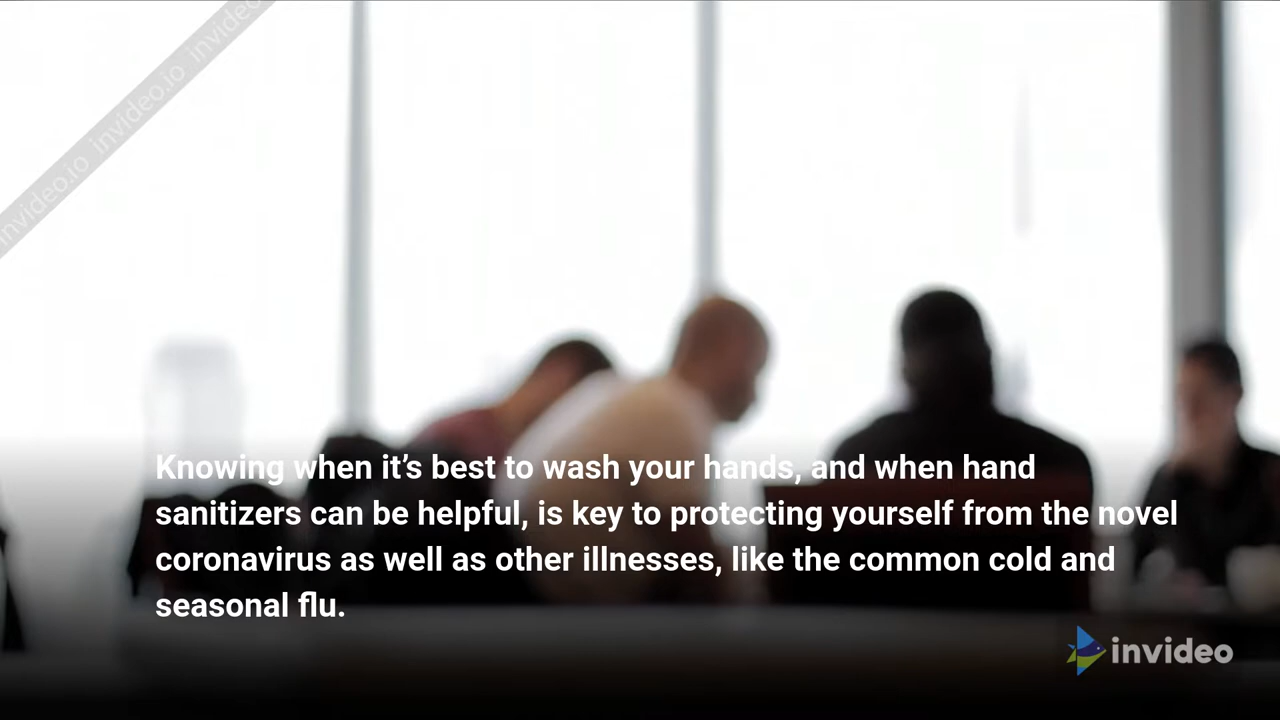 invideo.io invideo.io invideo
Knowing when it’s best to wash your hands, and when hand
sanitizers can be helpful, is key to protecting yourself from the novel
coronavirus as well as other illnesses, like the common cold and
seasonal flu.
invideo